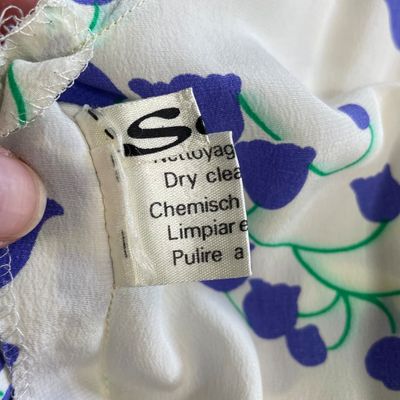 S
Nettoyag
Dry clea
Chemisch
Limpiar e
Pulire a